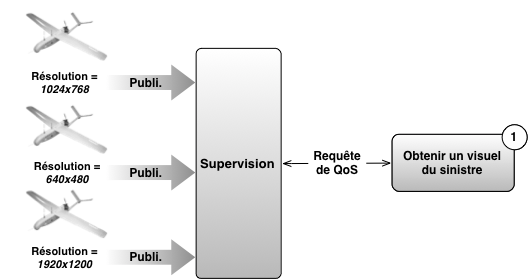 Résolution =
1024x768
Publi.
Résolution =
640x480
Publi.
Résolution =
1920x1200
Publi.
Supervision
Requête
de QoS
Obtenir un visuel
du sinistre
1